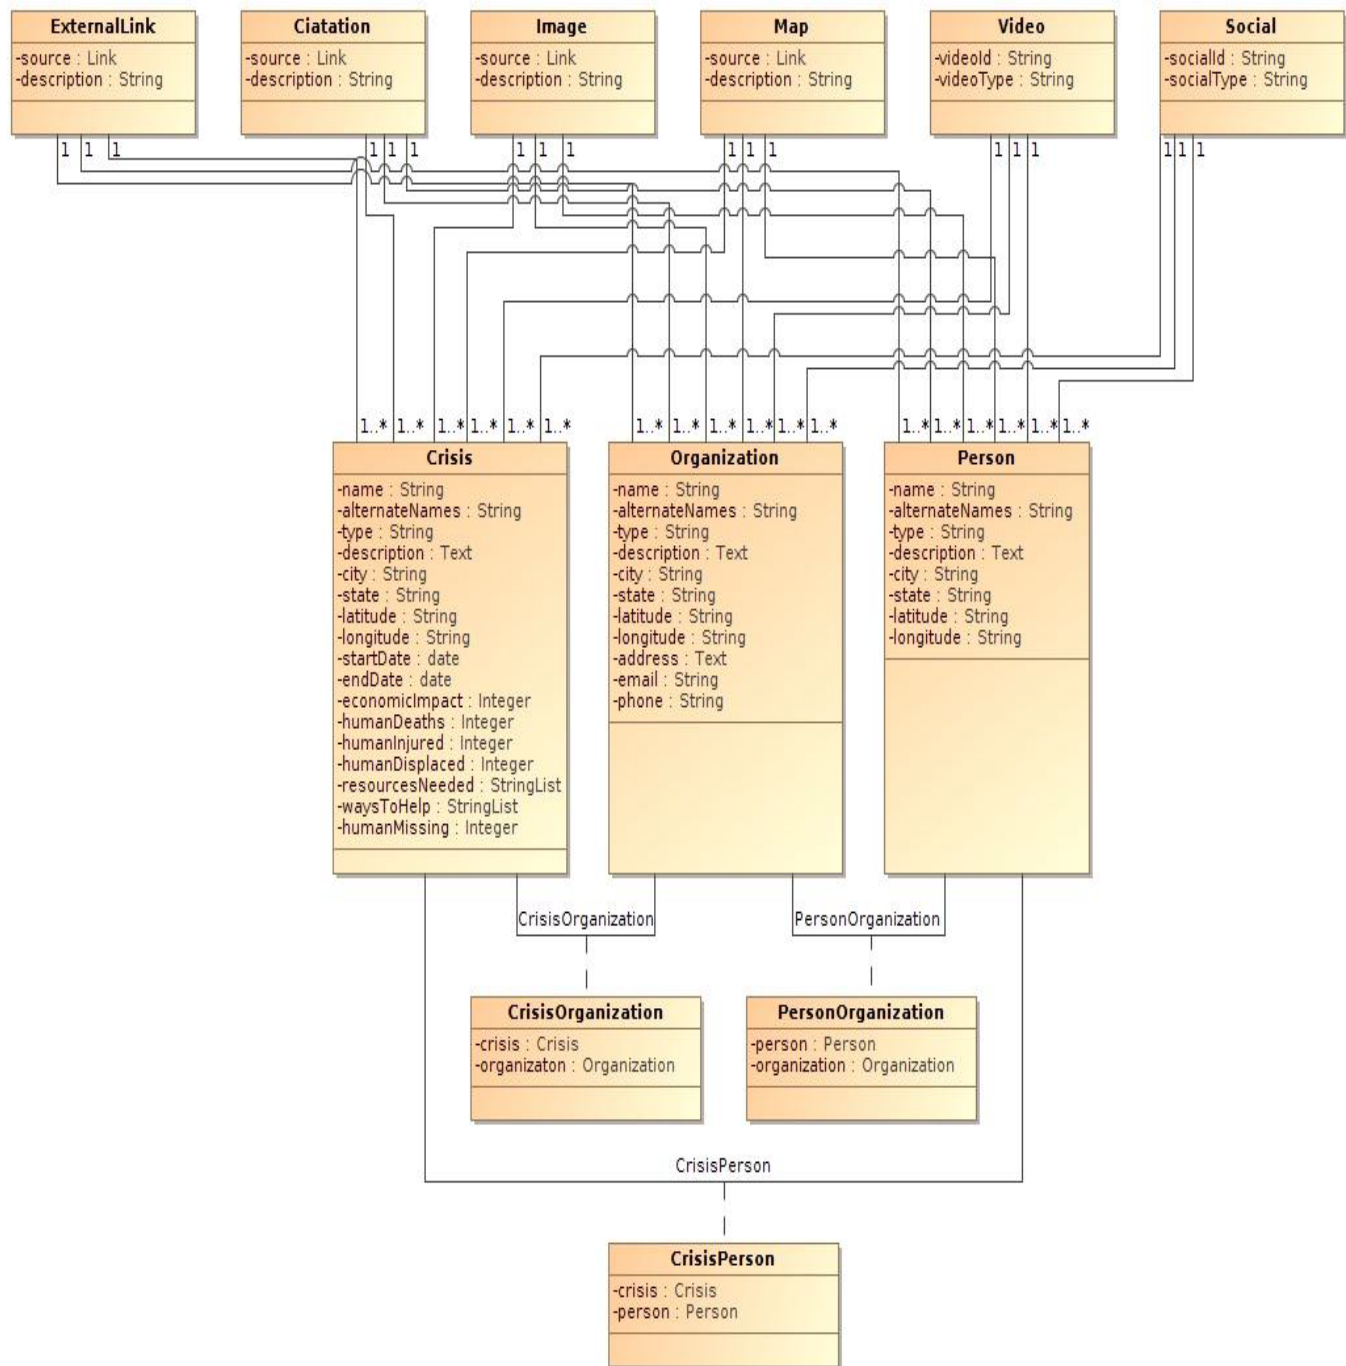 ExternalLink
-source : Link
-description : String
Ciatation
-source : Link
-description : String
Image
-source : Link
-description : String
Map
-source : Link
-description : String
Video
-videoId : String
-videoType : String
Social
-socialId : String
-socialType : String
1 1 1 1 1 1 1 1 1 1 1 1 1 1 1 1 1 1
1..* 1..* 1..* 1..* 1..* 1..* 1..* 1..* 1..* 1..* 1..* 1..* 1..* 1..* 1..* 1..* 1..* 1..*
Crisis
-name : String
-alternateNames : String
-type : String
-description : Text
-city : String
-state : String
-latitude : String
-longitude : String
-startDate : date
-endDate : date
-economicImpact : Integer
-humanDeaths : Integer
-humanInjured : Integer
-humanDisplaced : Integer
-resourcesNeeded : StringList
-waysToHelp : StringList
-humanMissing : Integer
Organization
-name : String
-alternateNames : String
-type : String
-description : Text
-city : String
-state : String
-latitude : String
-longitude : String
-address : Text
-email : String
-phone : String
Person
-name : String
-alternateNames : String
-type : String
-description : Text
-city : String
-state : String
-latitude : String
-longitude : String
CrisisOrganization
PersonOrganization
CrisisOrganization
-crisis : Crisis
-organizaton : Organization
PersonOrganization
-person : Person
-organization : Organization
CrisisPerson
CrisisPerson
-crisis : Crisis
-person : Person